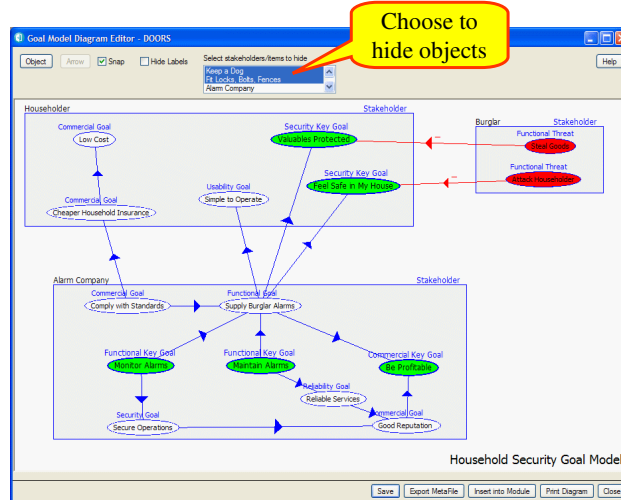 Choose to
hide objects
Goal Model Diagram Editor - DOORS
Object
Arrow
Snap
Hide Labels
Select stakeholders/items to hide
Keep a Dog
Fit Locks, Bolts, Fences
Alarm Company
Help
Householder
Stakeholder
Burglar
Stakeholder
Commercial Goal
Low Cost
Security Key Goal
Valuables Protected
Functional Threat
Steal Goods
Security Key Goal
Feel Safe in My House
Functional Threat
Attack Householder
Usability Goal
Simple to Operate
Commercial Goal
Cheaper Household Insurance
Alarm Company
Stakeholder
Commercial Goal
Comply with Standards
Functional Goal
Supply Burglar Alarms
Functional Key Goal
Monitor Alarms
Functional Key Goal
Maintain Alarms
Commercial Key Goal
Be Profitable
Reliability Goal
Reliable Services
Security Goal
Secure Operations
Commercial Goal
Good Reputation
Household Security Goal Model
Save
Export MetaFile
Insert into Module
Print Diagram
Close